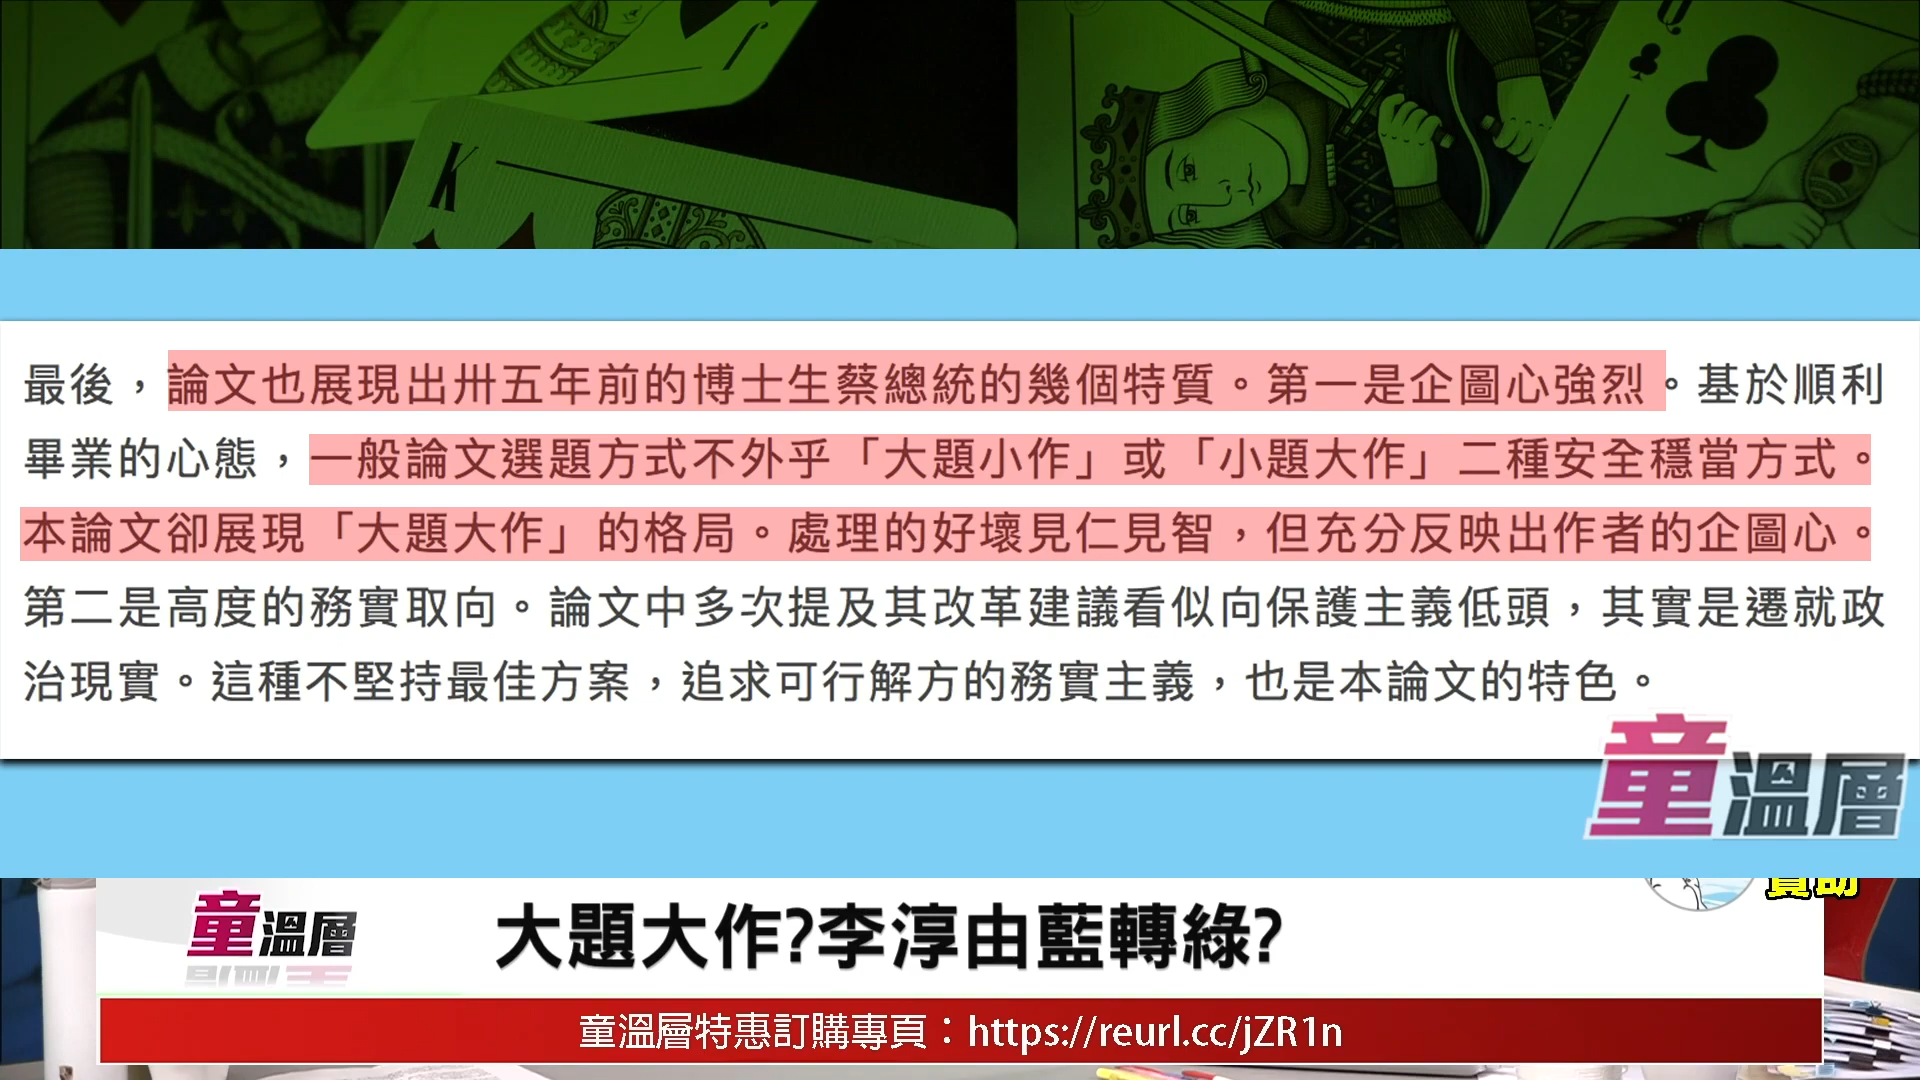 K
J
J
最後，論文也展現出卅五年前的博士生蔡總統的幾個特質。第一是企圖心強烈。基於順利
畢業的心態，一般論文選題方式不外乎「大題小作」或「小題大作」二種安全穩當方式。
本論文卻展現「大題大作」的格局。處理的好壞見仁見智，但充分反映出作者的企圖心。
第二是高度的務實取向。論文中多次提及其改革建議看似向保護主義低頭，其實是遷就政
治現實。這種不堅持最佳方案，追求可行解方的務實主義，也是本論文的特色。
童溫層
贊助
童溫層
大題大作?李淳由藍轉綠?
童溫層特惠訂購專頁：https://reurl.cc/jZR1n